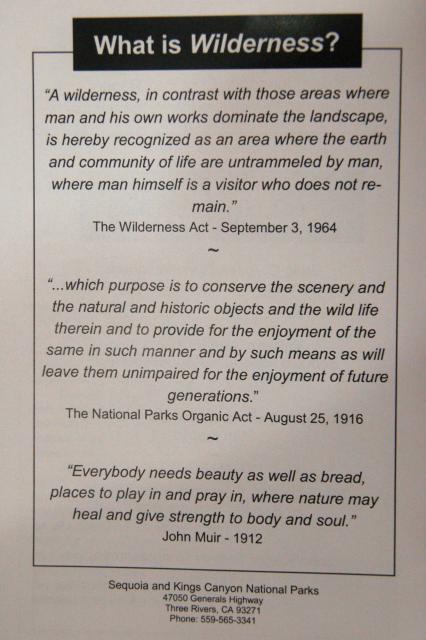 What is Wilderness?
“A wilderness, in contrast with those areas where
man and his own works dominate the landscape,
is hereby recognized as an area where the earth
and community of life are untrammeled by man,
where man himself is a visitor who does not re-
main.”
The Wilderness Act - September 3, 1964
~
“...which purpose is to conserve the scenery and
the natural and historic objects and the wild life
therein and to provide for the enjoyment of the
same in such manner and by such means as will
leave them unimpaired for the enjoyment of future
generations.”
The National Parks Organic Act - August 25, 1916
~
“Everybody needs beauty as well as bread,
places to play in and pray in, where nature may
heal and give strength to body and soul.”
John Muir - 1912
Sequoia and Kings Canyon National Parks
47050 Generals Highway
Three Rivers, CA 93271
Phone: 559-565-3341